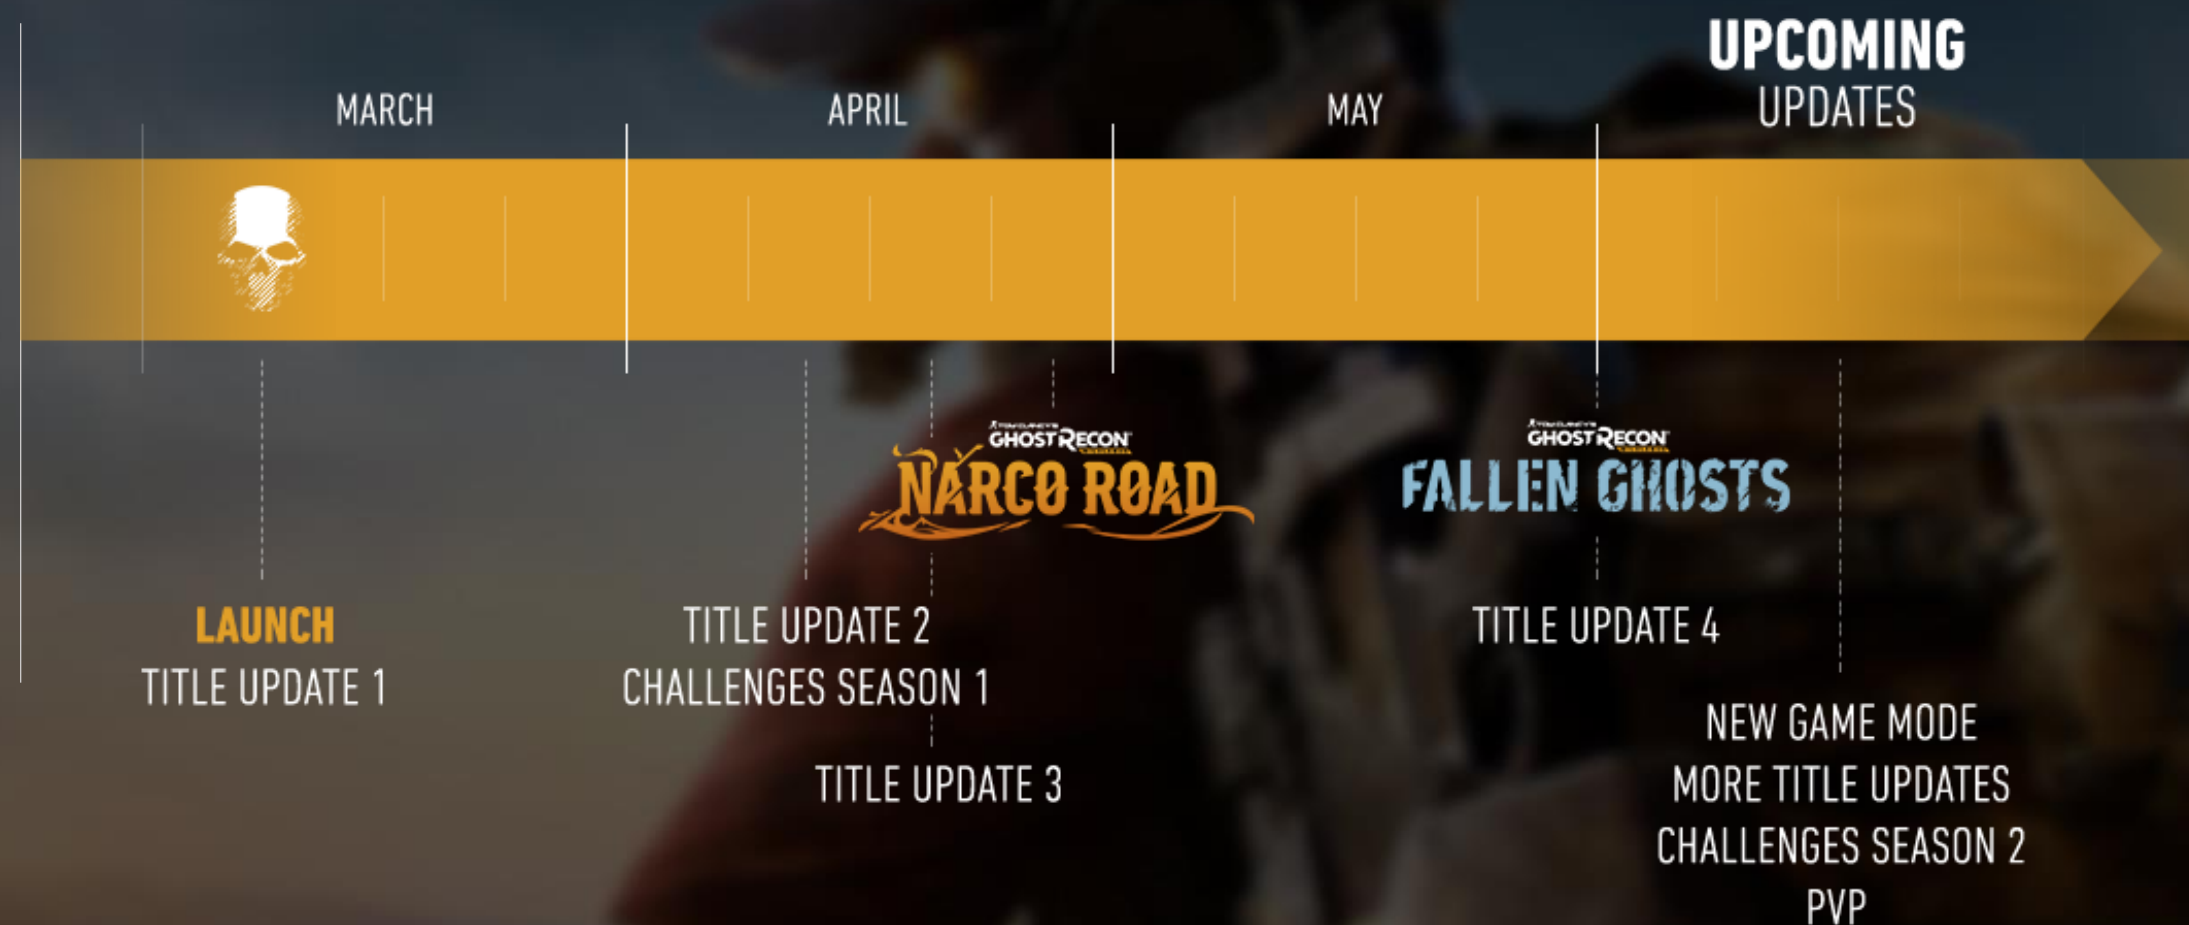 MARCH
APRIL
MAY
UPCOMING
UPDATES
GHOST RECON
NARCO ROAD
GHOST RECON
FALLEN GHOSTS
LAUNCH
TITLE UPDATE 1
TITLE UPDATE 2
CHALLENGES SEASON 1
TITLE UPDATE 3
TITLE UPDATE 4
NEW GAME MODE
MORE TITLE UPDATES
CHALLENGES SEASON 2
PVP